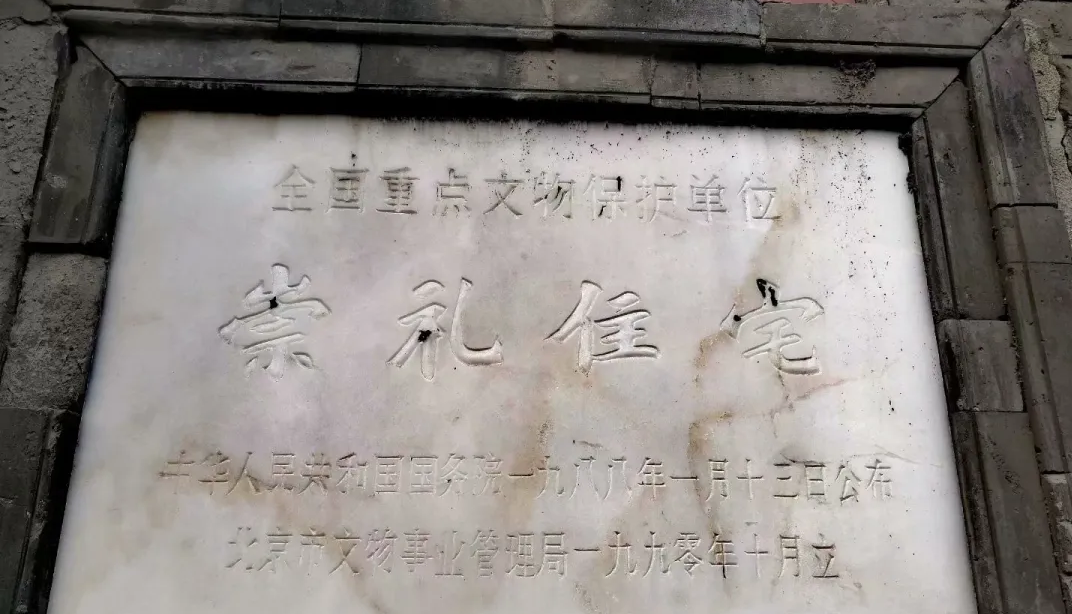 全国重点文物保护单位
崇礼住宅
中华人民共和国国务院一九八八年一月十三日公布
北京市文物事业管理局一九九零年十月立